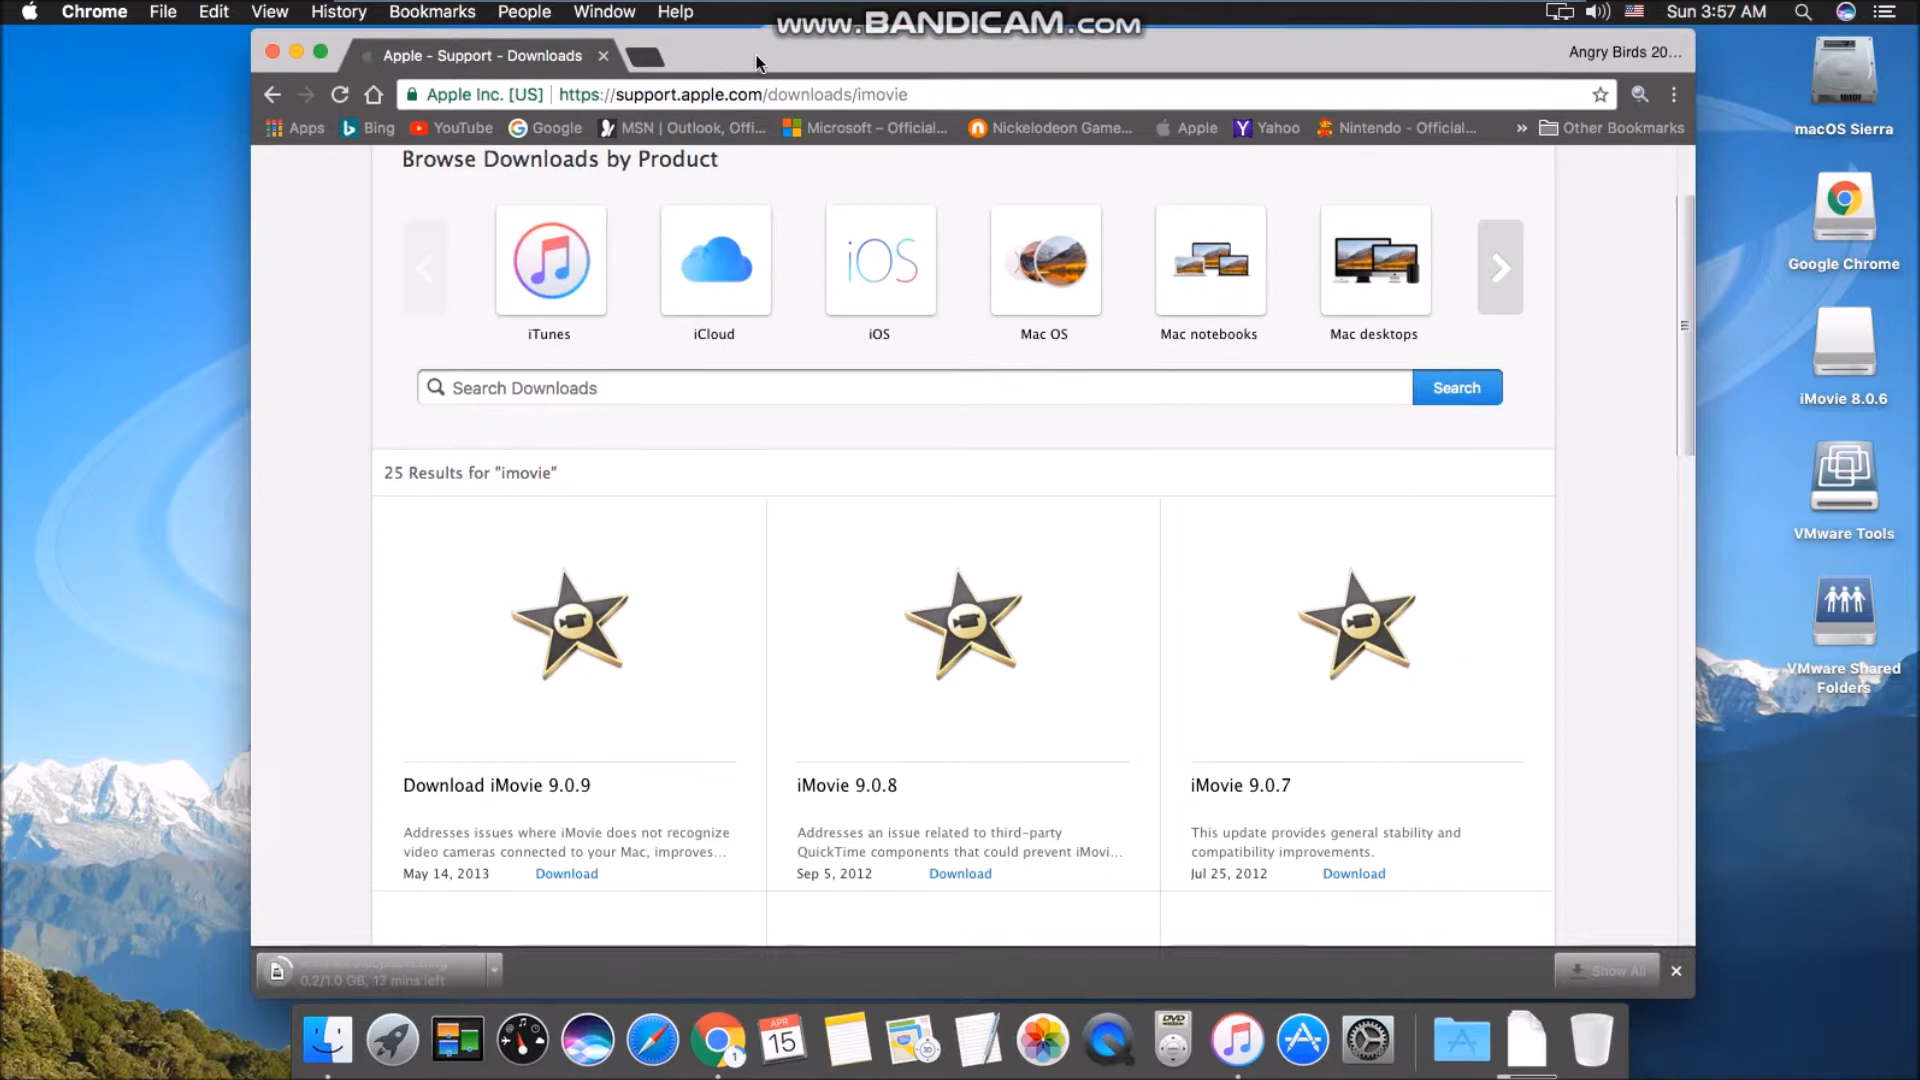 Chrome File Edit View History Bookmarks People Window Help
www.BANDICAM.com
Sun 3:57 AM
Apple - Support - Downloads
Angry Birds 20...
Apple Inc. [US] https://support.apple.com/downloads/imovie
Apps Bing YouTube Google MSN | Outlook, Offi... Microsoft – Official... Nickelodeon Game... Apple Yahoo Nintendo - Official... » Other Bookmarks
Browse Downloads by Product
iOS
iTunes iCloud iOS Mac OS Mac notebooks Mac desktops
Search Downloads Search
25 Results for "imovie"
Download iMovie 9.0.9
Addresses issues where iMovie does not recognize
video cameras connected to your Mac, improves...
May 14, 2013 Download
iMovie 9.0.8
Addresses an issue related to third-party
QuickTime components that could prevent iMovi...
Sep 5, 2012 Download
iMovie 9.0.7
This update provides general stability and
compatibility improvements.
Jul 25, 2012 Download
0.2/1.0 GB, 13 mins left
Show All
macOS Sierra
Google Chrome
iMovie 8.0.6
VMware Tools
VMware Shared
Folders
1
APR
15
3D
DVD